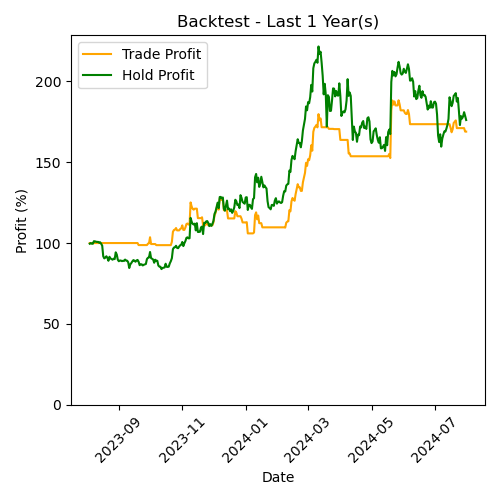 Backtest - Last 1 Year(s)
Trade Profit
Hold Profit
Profit (%)
200
150
100
50
0
2023-09
2023-11
2024-01
2024-03
2024-05
2024-07
Date